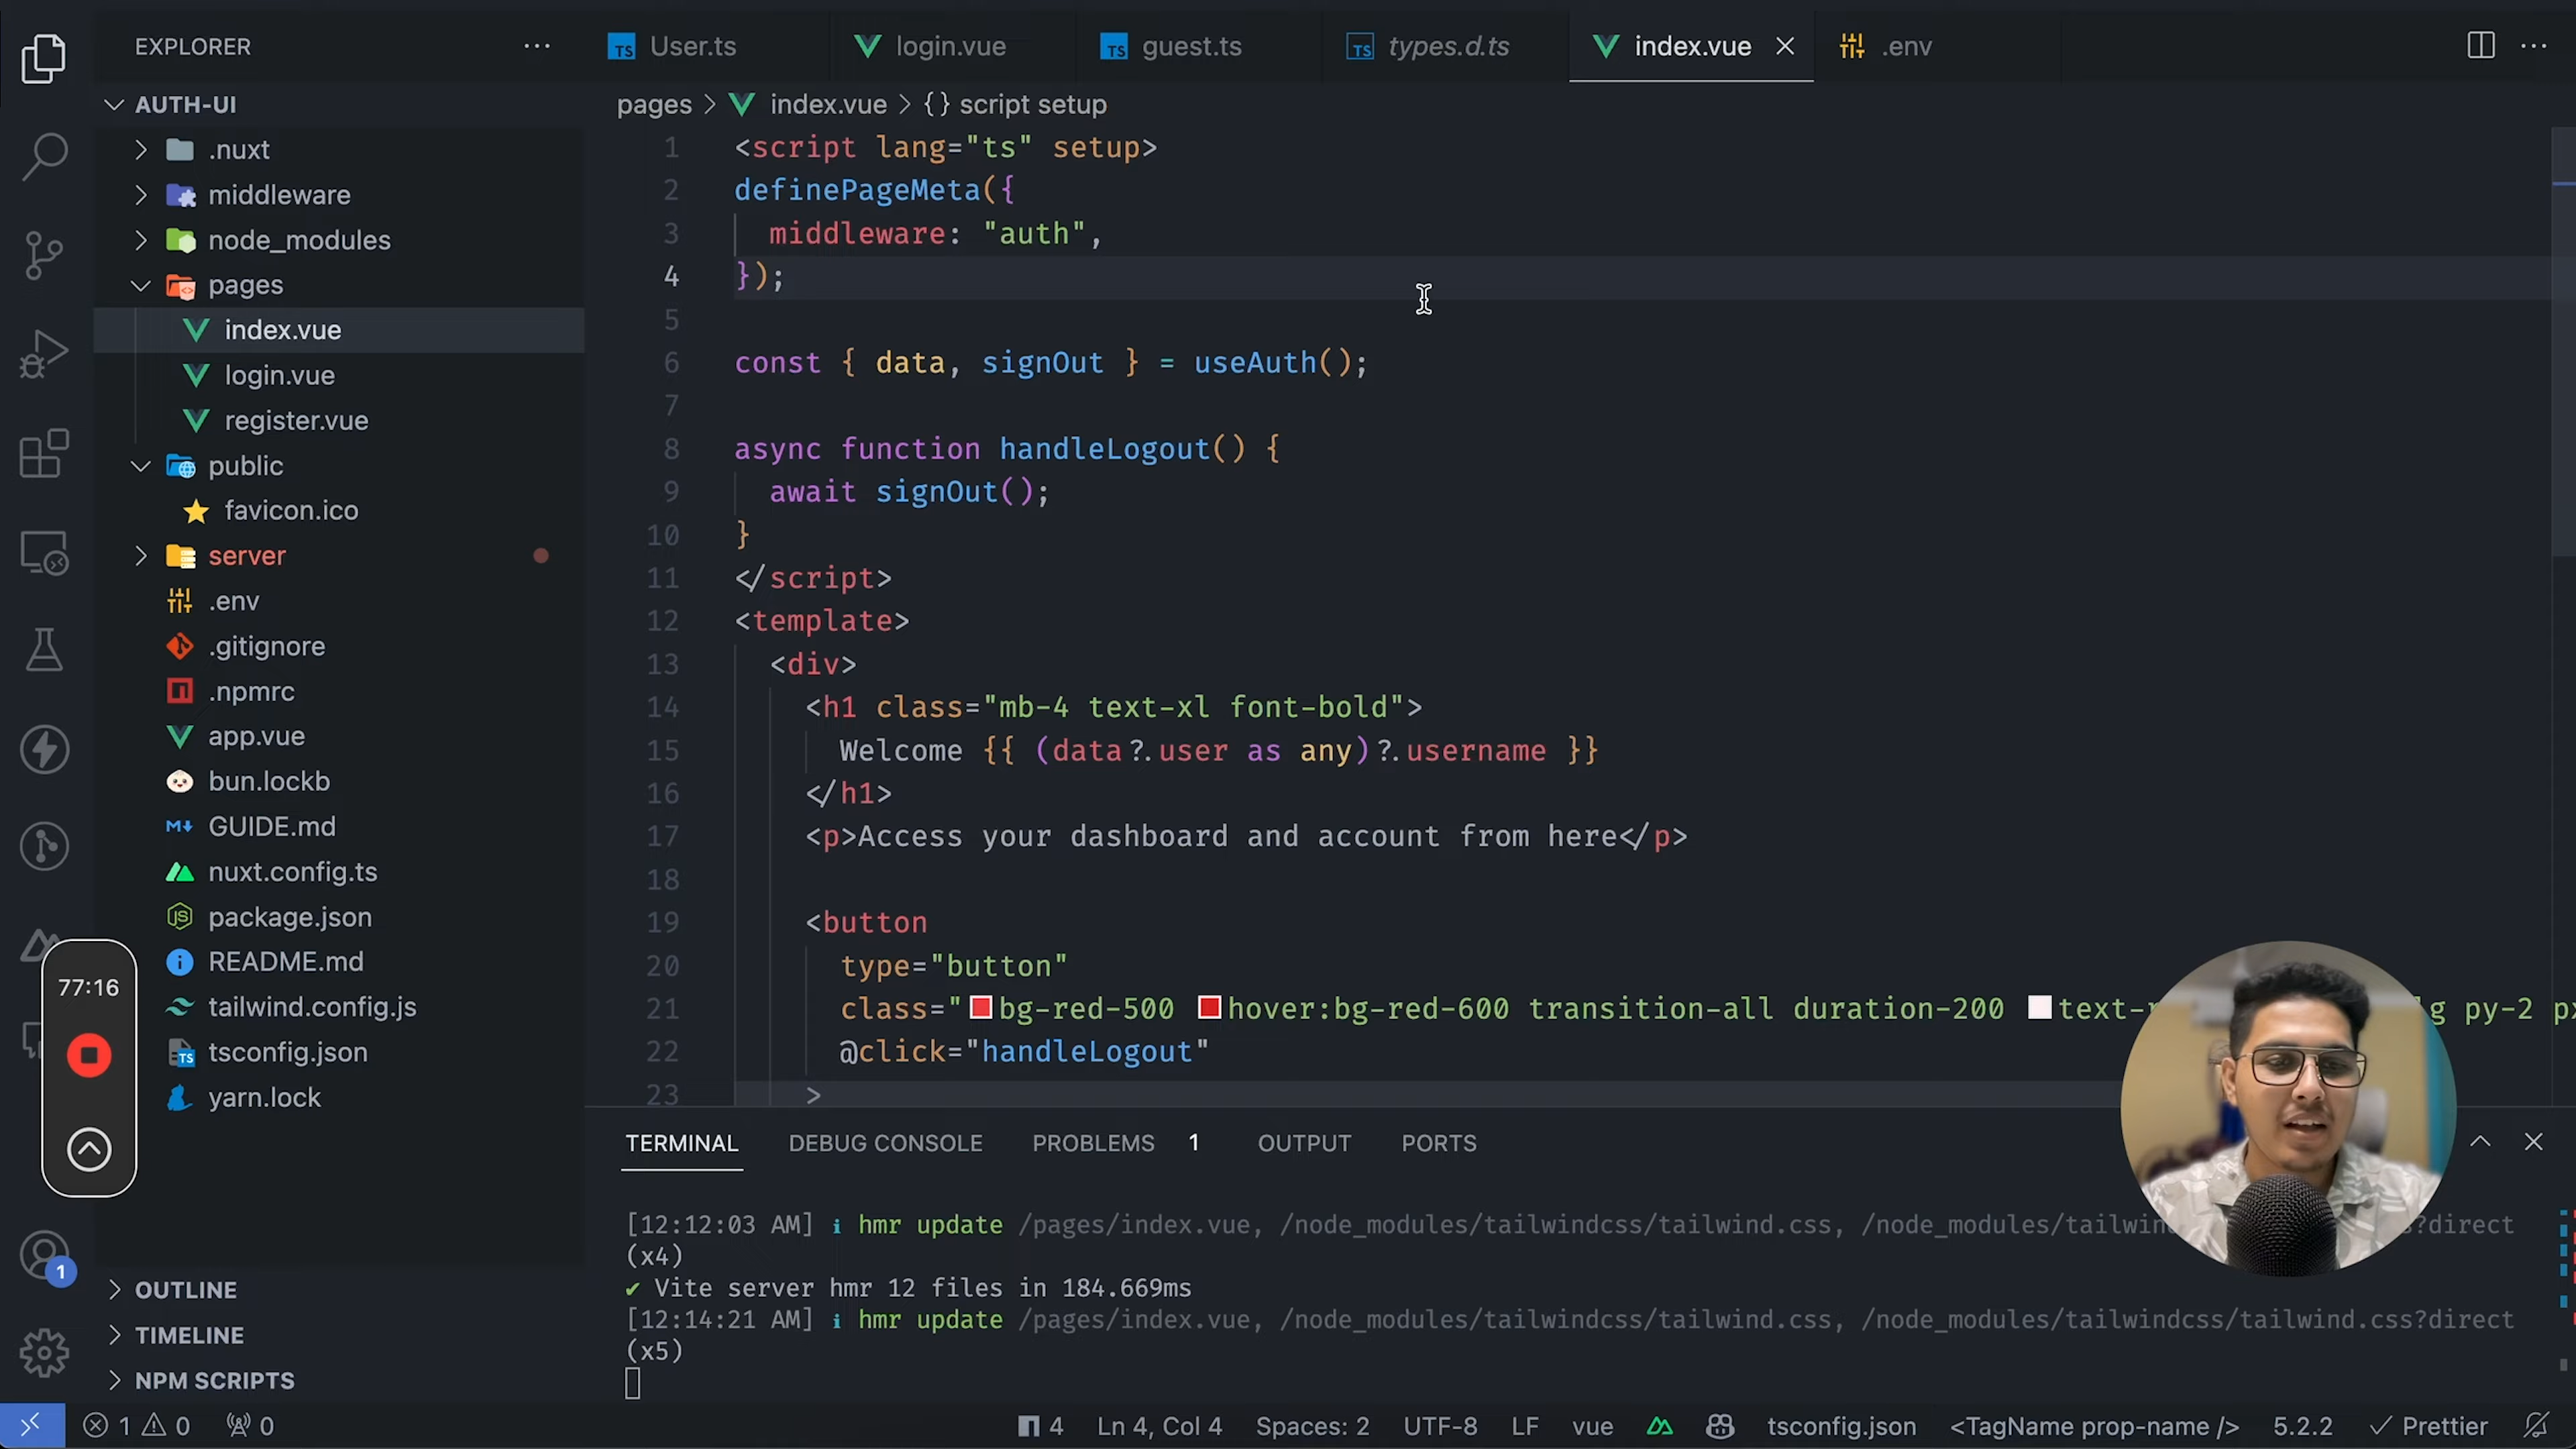 EXPLORER
User.ts
login.vue
guest.ts
types.d.ts
index.vue
.env
AUTH-UI
.nuxt
middleware
node_modules
pages
index.vue
login.vue
register.vue
public
favicon.ico
server
.env
.gitignore
.npmrc
app.vue
bun.lockb
GUIDE.md
nuxt.config.ts
package.json
README.md
tailwind.config.js
tsconfig.json
yarn.lock
OUTLINE
TIMELINE
NPM SCRIPTS
77:16
1
pages > index.vue > {} script setup
1 <script lang="ts" setup>
2 definePageMeta({
3 middleware: "auth",
4 });
5
6 const { data, signOut } = useAuth();
7
8 async function handleLogout() {
9 await signOut();
10 }
11 </script>
12 <template>
13 <div>
14 <h1 class="mb-4 text-xl font-bold">
15 Welcome {{ (data?.user as any)?.username }}
16 </h1>
17 <p>Access your dashboard and account from here</p>
18
19 <button
20 type="button"
21 class="bg-red-500 hover:bg-red-600 transition-all duration-200 py-2
22 @click="handleLogout"
23 >
TERMINAL DEBUG CONSOLE PROBLEMS 1 OUTPUT PORTS
[12:12:03 AM] i hmr update /pages/index.vue, /node_modules/tailwindcss/tailwind.css,
(x4)
✔ Vite server hmr 12 files in 184.669ms
[12:14:21 AM] i hmr update /pages/index.vue, /node_modules/tailwindcss/tailwind.css, /node_modules/tailwindcss/tailwind.css?direct
(x5)
1 0 0 4 Ln 4, Col 4 Spaces: 2 UTF-8 LF vue tsconfig.json <TagName prop-name /> 5.2.2 Prettier